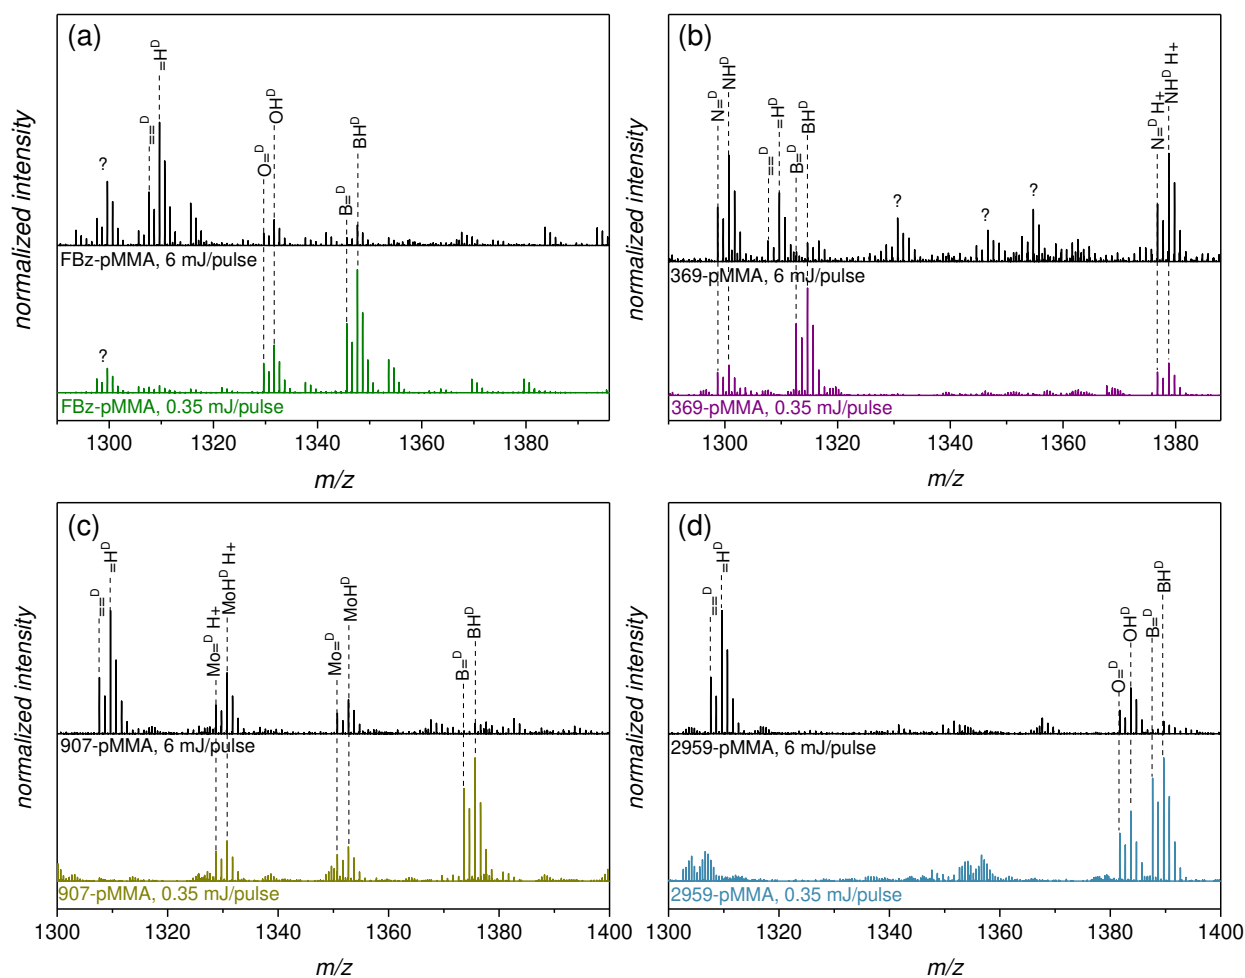 (a)
normalized intensity
?
=ᴰ
=Hᴰ
O=ᴰ
OHᴰ
B=ᴰ
BHᴰ
FBz-pMMA, 6 mJ/pulse
?
FBz-pMMA, 0.35 mJ/pulse
1300 1320 1340 1360 1380
m/z
(b)
normalized intensity
N=ᴰ
NHᴰ
=ᴰ
=Hᴰ
B=ᴰ
BHᴰ
?
?
?
N=ᴰ H+
NHᴰ H+
369-pMMA, 6 mJ/pulse
369-pMMA, 0.35 mJ/pulse
1300 1320 1340 1360 1380
m/z
(c)
normalized intensity
=ᴰ
=Hᴰ
Mo=ᴰ H+
MoHᴰ H+
Mo=ᴰ
MoHᴰ
B=ᴰ
BHᴰ
907-pMMA, 6 mJ/pulse
907-pMMA, 0.35 mJ/pulse
1300 1320 1340 1360 1380 1400
m/z
(d)
normalized intensity
=ᴰ
=Hᴰ
O=ᴰ
OHᴰ
B=ᴰ
BHᴰ
2959-pMMA, 6 mJ/pulse
2959-pMMA, 0.35 mJ/pulse
1300 1320 1340 1360 1380 1400
m/z